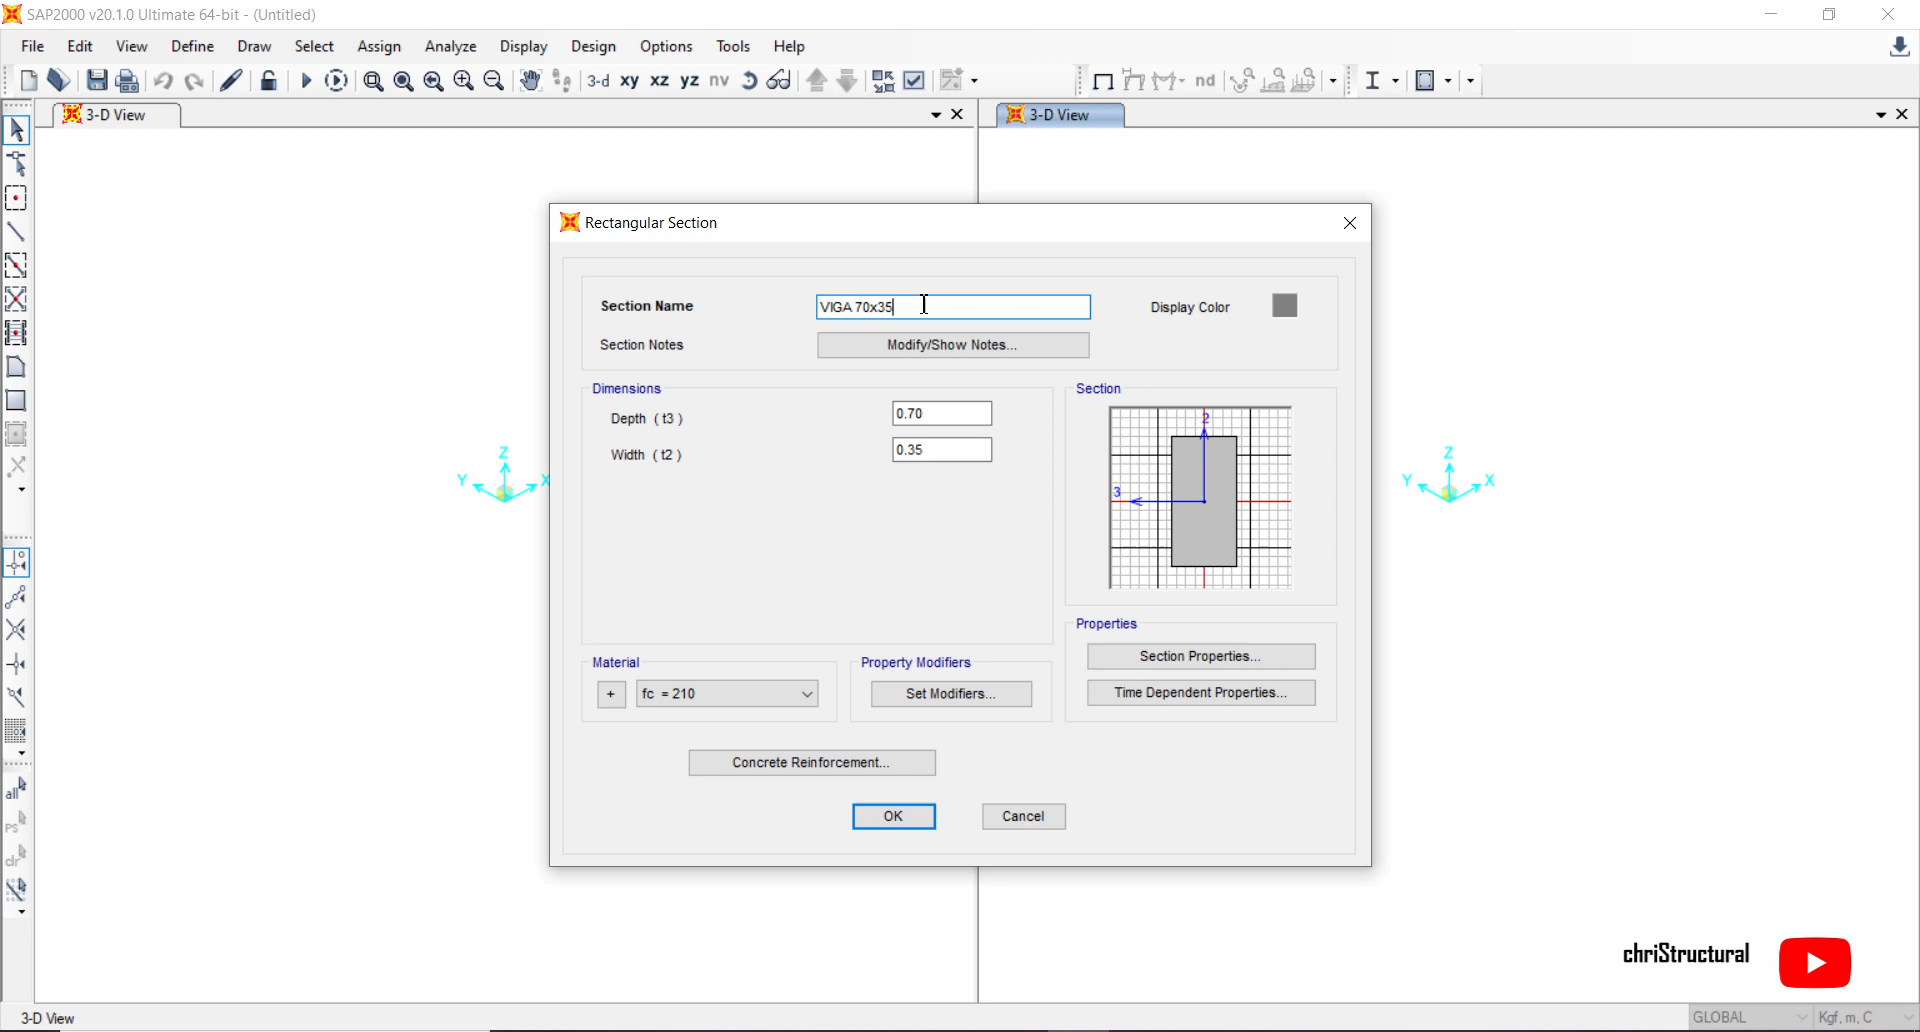 SAP2000 v20.1.0 Ultimate 64-bit - (Untitled)
File Edit View Define Draw Select Assign Analyze Display Design Options Tools Help
3-d xy xz yz nv nd
3-D View
3-D View
Rectangular Section
Section Name VIGA 70x35 Display Color
Section Notes Modify/Show Notes...
Dimensions
Depth ( t3 ) 0.70
Width ( t2 ) 0.35
Section
2
3
Z
Y X
Z
Y X
Properties
Section Properties...
Time Dependent Properties...
Material
+ fc = 210
Property Modifiers
Set Modifiers...
Concrete Reinforcement...
OK Cancel
all
PS
clr
chriStructural
3-D View GLOBAL Kgf, m, C